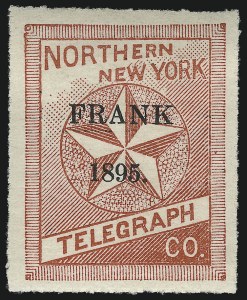 NORTHERN
NEW YORK
FRANK
1895.
TELEGRAPH
CO.